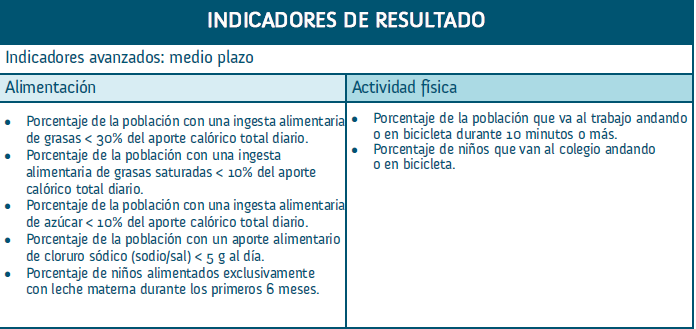 INDICADORES DE RESULTADO
Indicadores avanzados: medio plazo
Alimentación
• Porcentaje de la población con una ingesta alimentaria
de grasas < 30% del aporte calórico total diario.
• Porcentaje de la población con una ingesta
alimentaria de grasas saturadas < 10% del aporte
calórico total diario.
• Porcentaje de la población con una ingesta alimentaria
de azúcar < 10% del aporte calórico total diario.
• Porcentaje de la población con un aporte alimentario
de cloruro sódico (sodio/sal) < 5 g al día.
• Porcentaje de niños alimentados exclusivamente
con leche materna durante los primeros 6 meses.
Actividad física
• Porcentaje de la población que va al trabajo andando
o en bicicleta durante 10 minutos o más.
• Porcentaje de niños que van al colegio andando
o en bicicleta.